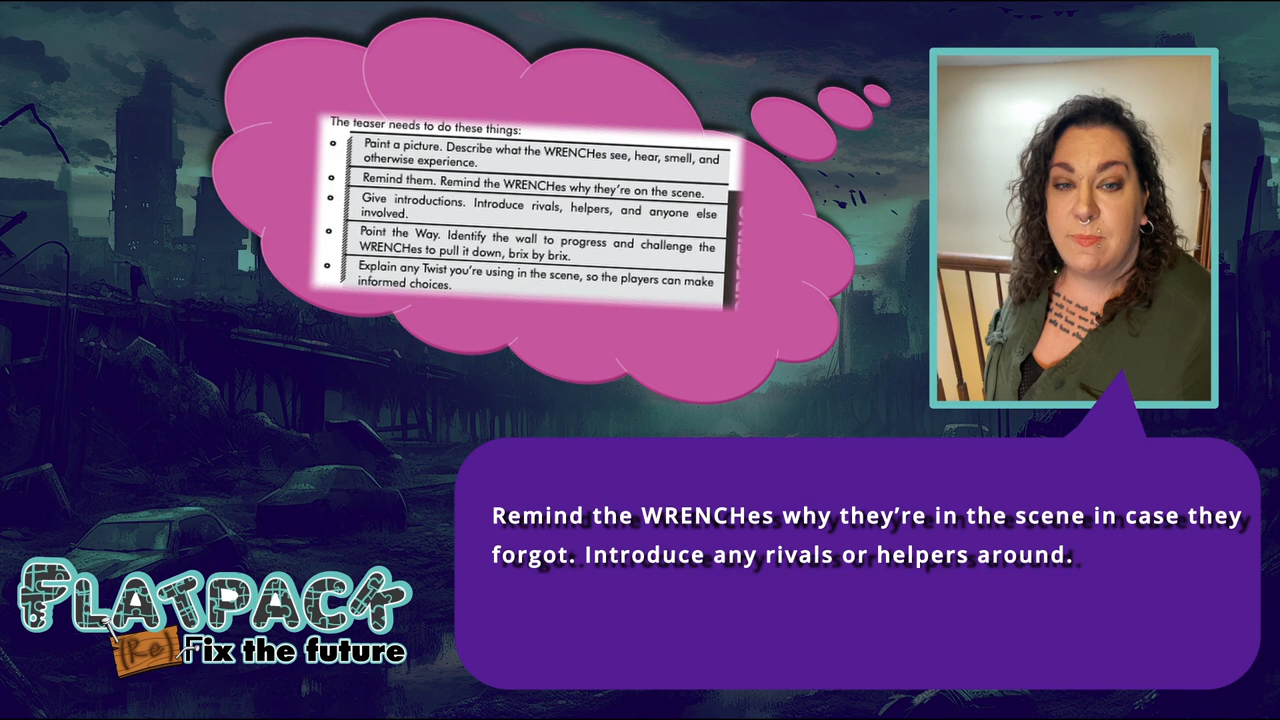 The teaser needs to do these things:
Paint a picture. Describe what the WRENCHes see, hear, smell, and
otherwise experience.
Remind them. Remind the WRENCHes why they're on the scene.
Give introductions. Introduce rivals, helpers, and anyone else
involved.
Point the Way. Identify the wall to progress and challenge the
WRENCHes to pull it down, brix by brix.
Explain any Twist you're using in the scene, so the players can make
informed choices.
Remind the WRENCHes why they're in the scene in case they
forgot. Introduce any rivals or helpers around.
FLATPACK
(Re) Fix the future